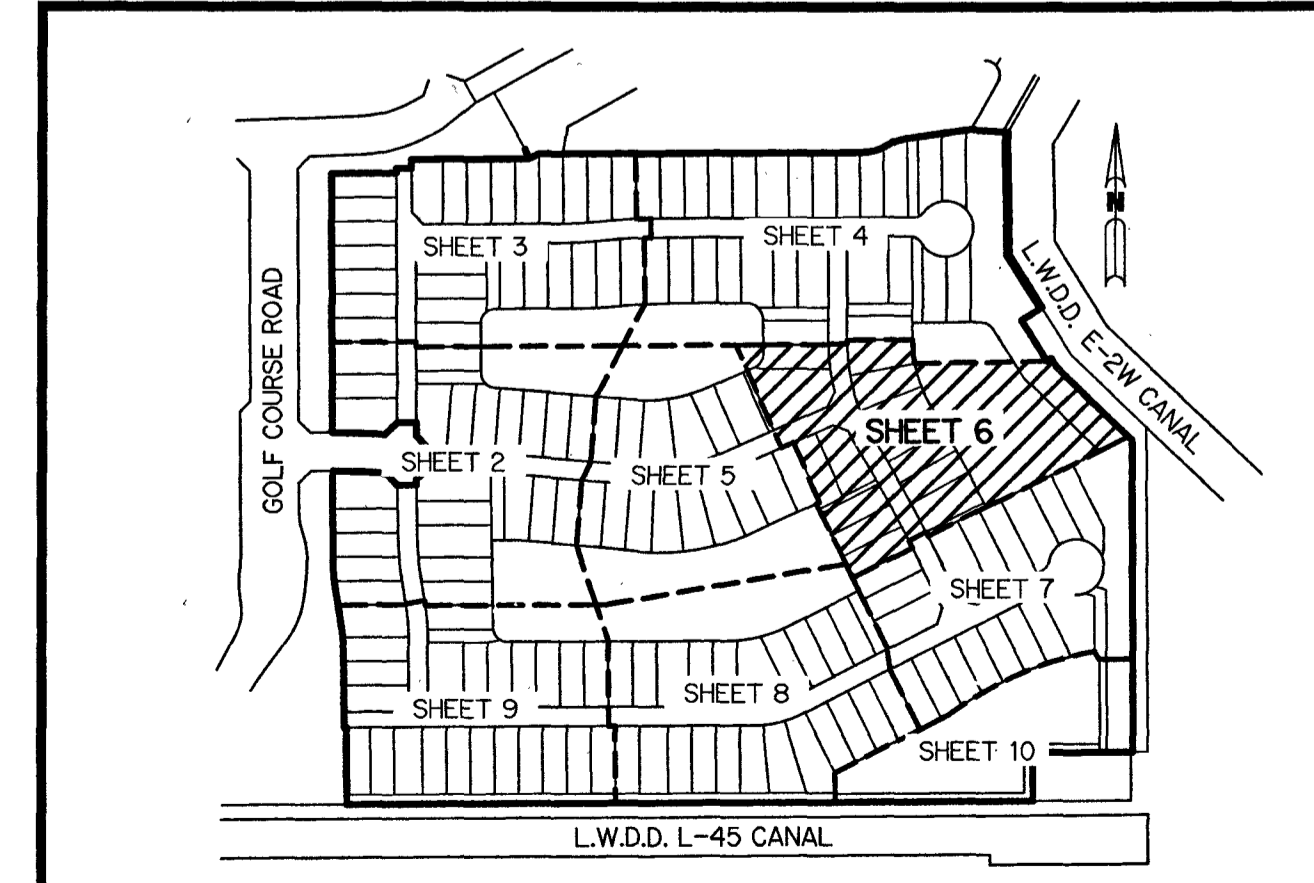 SHEET 3
SHEET 4
N
L.W.D.D. E-2W CANAL
GOLF COURSE ROAD
SHEET 6
SHEET 2
SHEET 5
SHEET 7
SHEET 8
SHEET 9
SHEET 10
L.W.D.D. L-45 CANAL